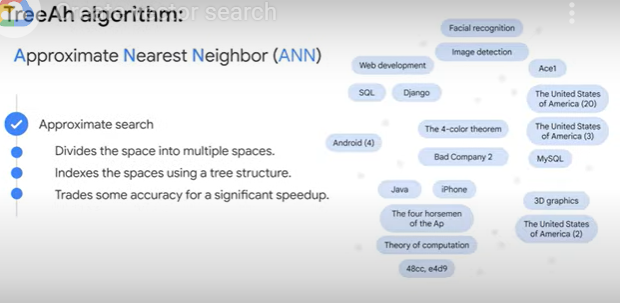 TreeAh algorithm:
search
Approximate Nearest Neighbor (ANN)
Approximate search
Divides the space into multiple spaces.
Indexes the spaces using a tree structure.
Trades some accuracy for a significant speedup.
Facial recognition
Image detection
Web development
Ace1
SQL
Django
The United States
of America (20)
Android (4)
The 4-color theorem
The United States
of America (3)
Bad Company 2
MySQL
Java
iPhone
3D graphics
The four horsemen
of the Ap
The United States
of America (2)
Theory of computation
48cc, e4d9